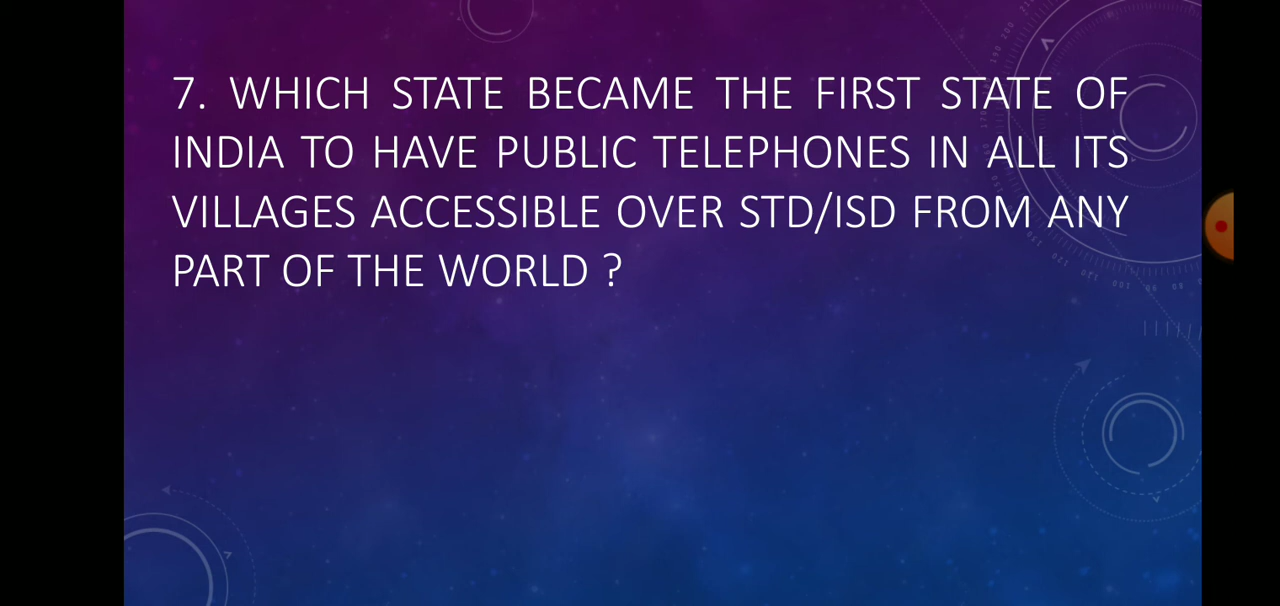 7. WHICH STATE BECAME THE FIRST STATE OF
INDIA TO HAVE PUBLIC TELEPHONES IN ALL ITS
VILLAGES ACCESSIBLE OVER STD/ISD FROM ANY
PART OF THE WORLD ?